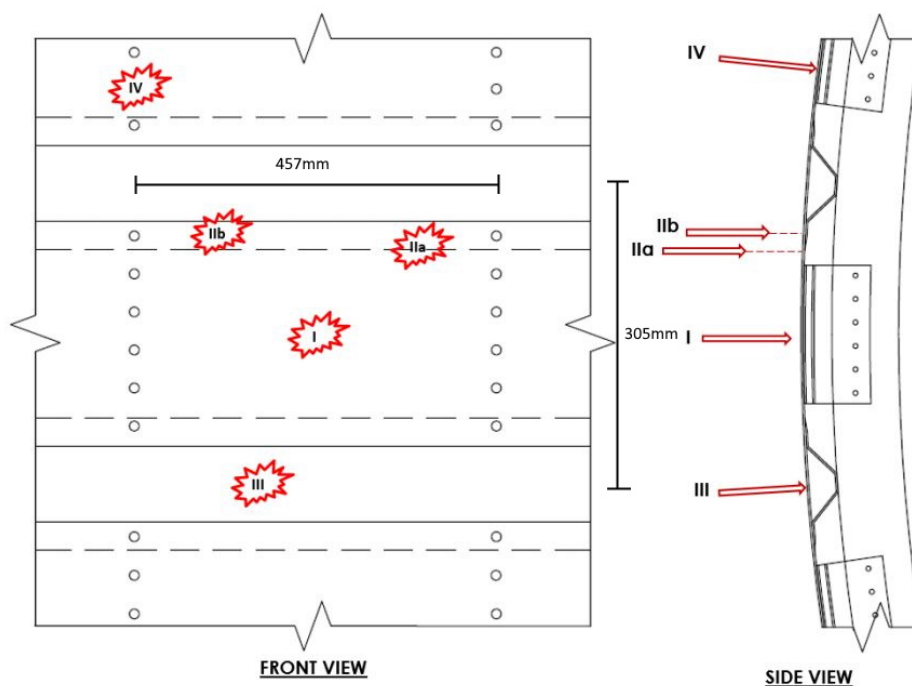 IV
457mm
IIb
IIa
I
305mm
III
FRONT VIEW
IV
IIb
IIa
I
III
SIDE VIEW